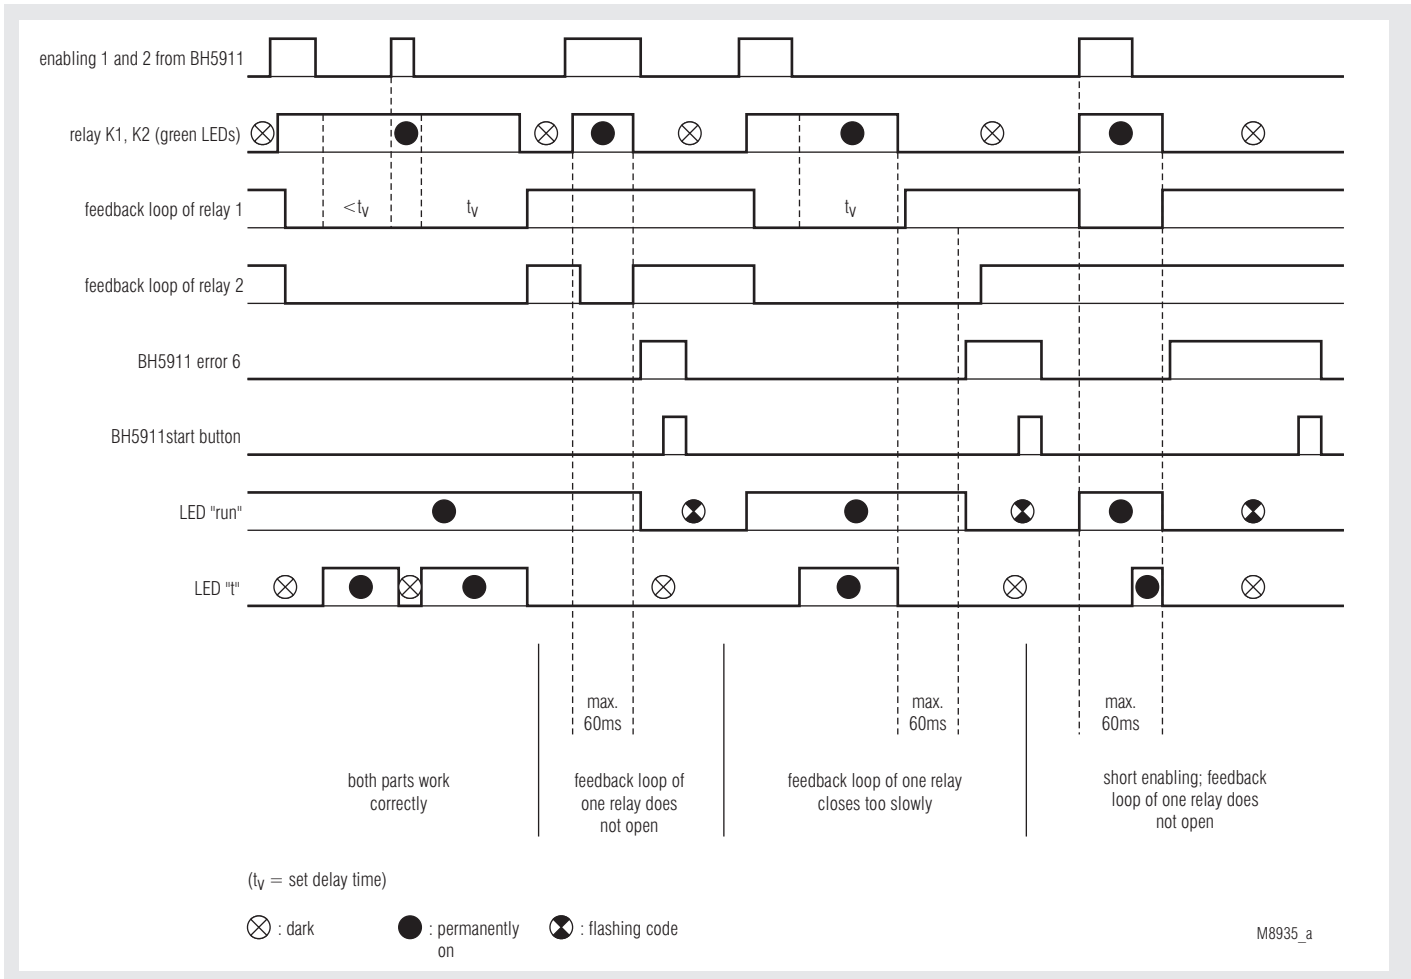 enabling 1 and 2 from BH5911
relay K1, K2 (green LEDs)
feedback loop of relay 1
<tv
tv
tv
feedback loop of relay 2
BH5911 error 6
BH5911start button
LED "run"
LED "t"
max.
60ms
max.
60ms
max.
60ms
both parts work
correctly
feedback loop of
one relay does
not open
feedback loop of one relay
closes too slowly
short enabling; feedback
loop of one relay does
not open
(tv = set delay time)
: dark
: permanently
on
: flashing code
M8935_a